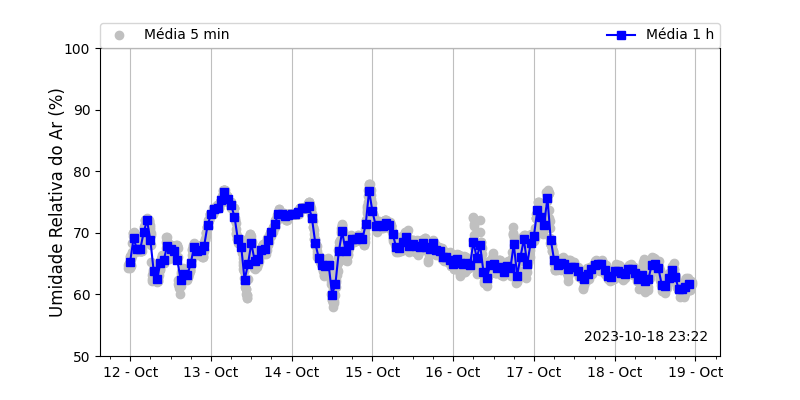 Média 5 min
Média 1 h
Umidade Relativa do Ar (%)
100
90
80
70
60
50
2023-10-18 23:22
12 - Oct
13 - Oct
14 - Oct
15 - Oct
16 - Oct
17 - Oct
18 - Oct
19 - Oct